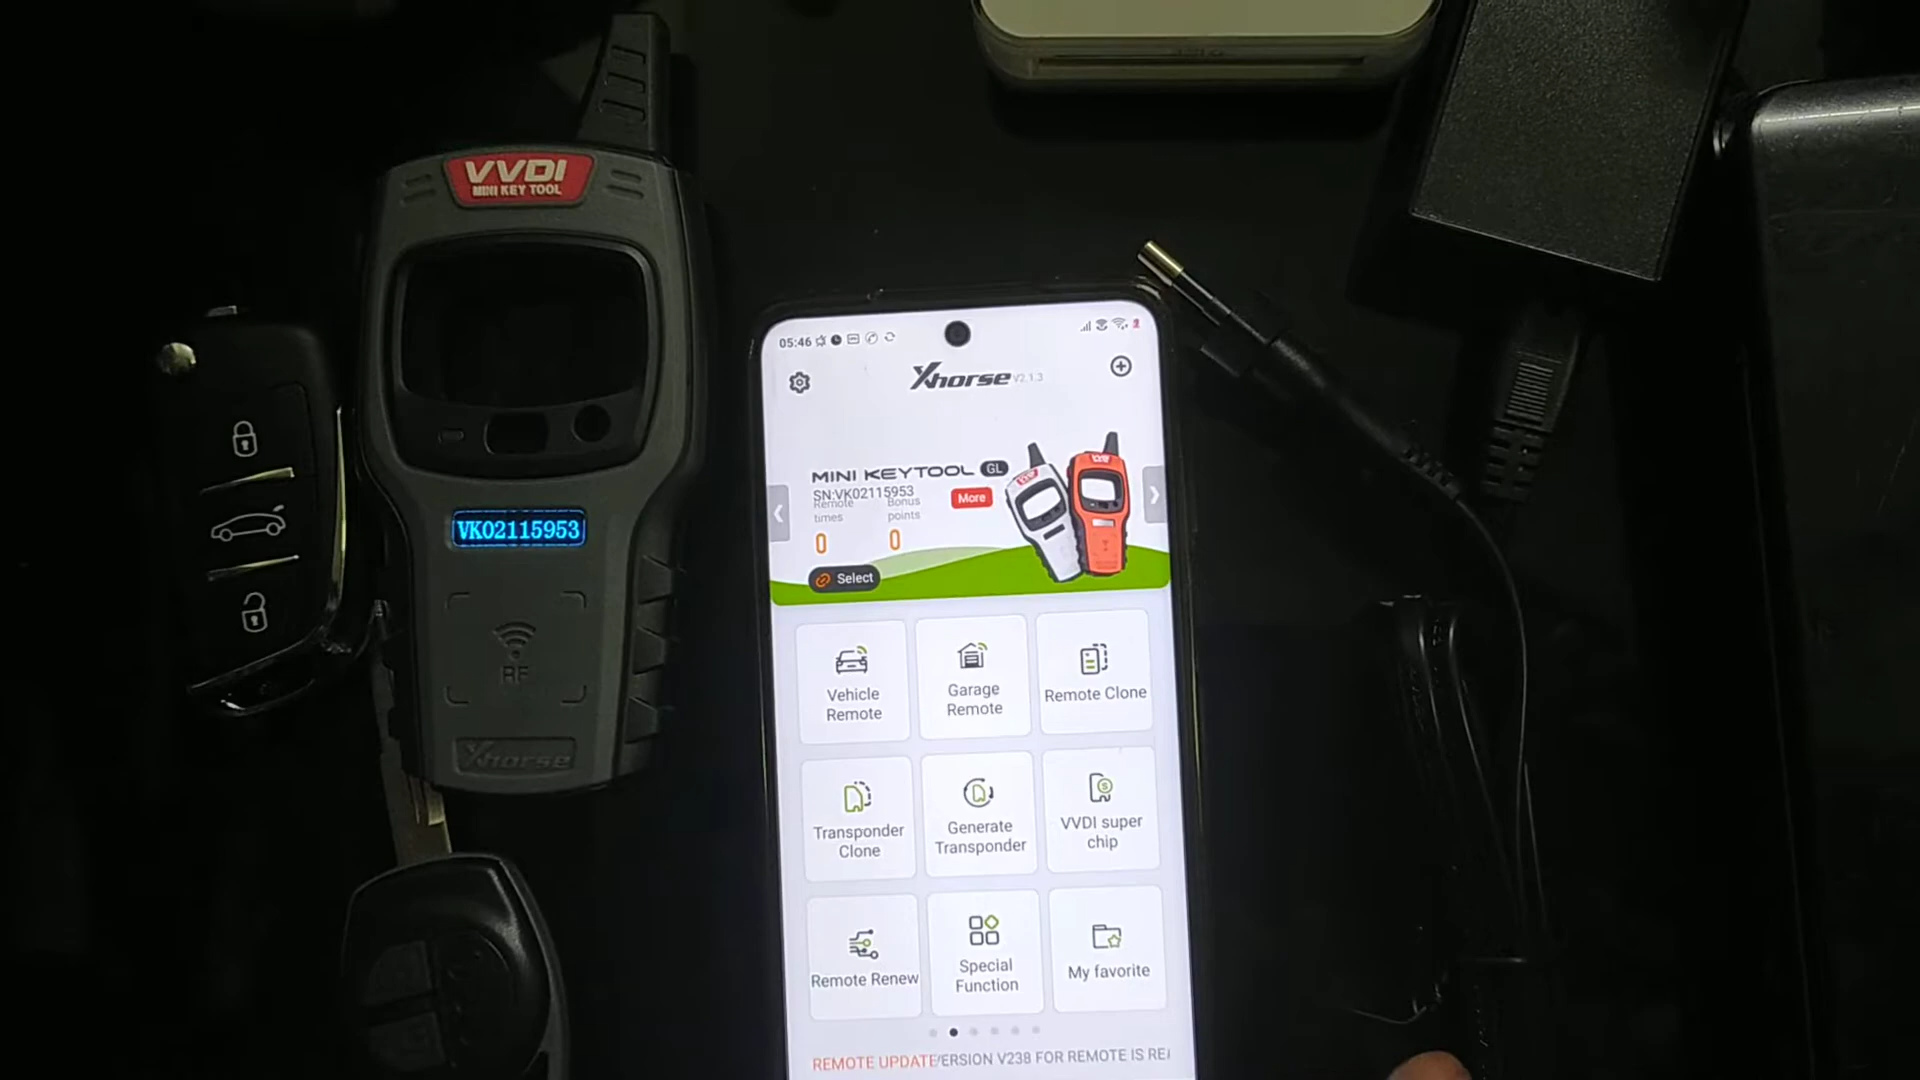 VVDI
MINI KEY TOOL
VK02115953
RF
Xhorse
05:46
Xhorse V2.1.3
MINI KEYTOOL GL
SN:VK02115953
More
Remote times
Bonus points
0
0
Select
Vehicle Remote
Garage Remote
Remote Clone
Transponder Clone
Generate Transponder
VVDI super chip
Remote Renew
Special Function
My favorite
REMOTE UPDATE/ERSION V238 FOR REMOTE IS REA